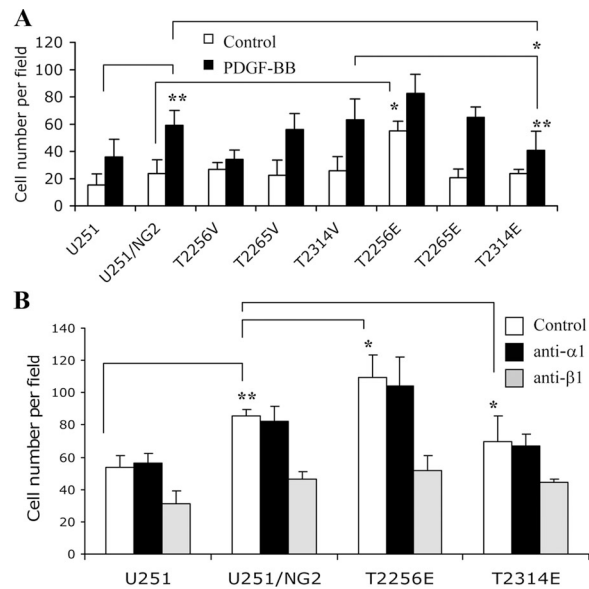 A
Control
PDGF-BB
Cell number per field
120
100
80
60
40
20
0
*
**
*
**
U251
U251/NG2
T2256V
T2265V
T2314V
T2256E
T2265E
T2314E
B
Control
anti-α1
anti-β1
Cell number per field
140
120
100
80
60
40
20
0
**
*
*
U251
U251/NG2
T2256E
T2314E